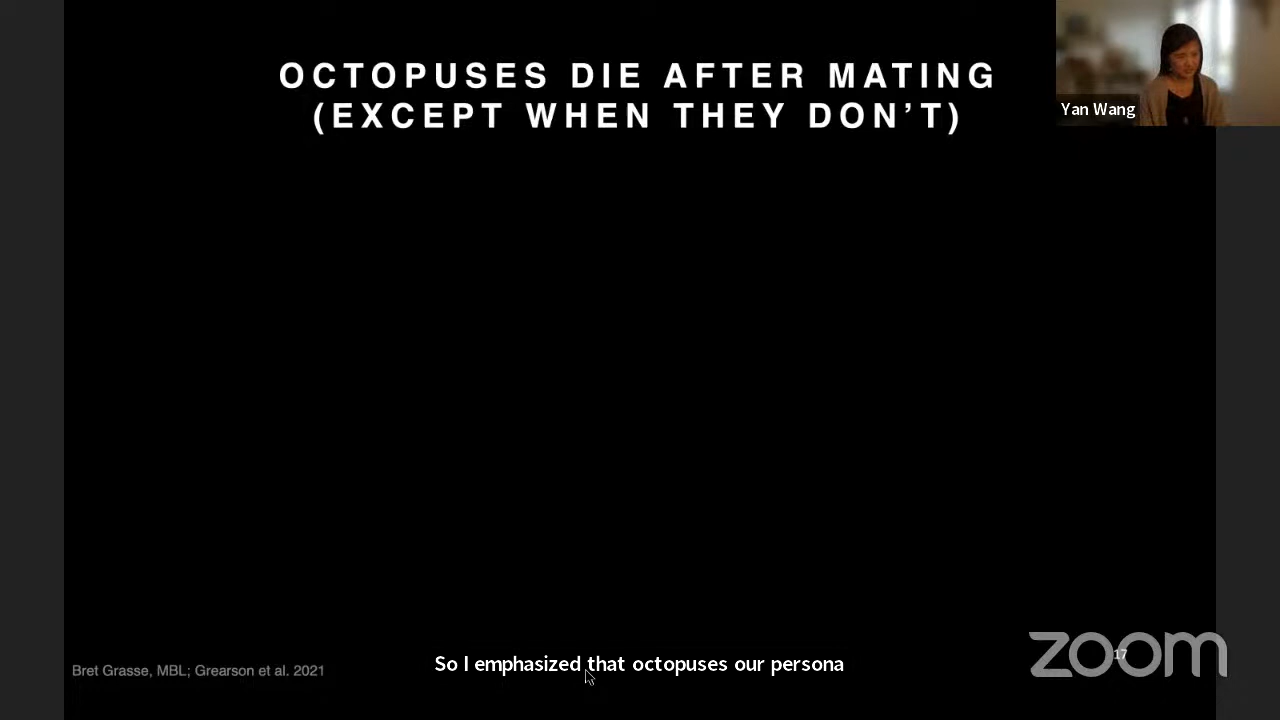 OCTOPUSES DIE AFTER MATING
(EXCEPT WHEN THEY DON’T)
Yan Wang
So I emphasized that octopuses our persona
Bret Grasse, MBL; Grearson et al. 2021
zoom
17